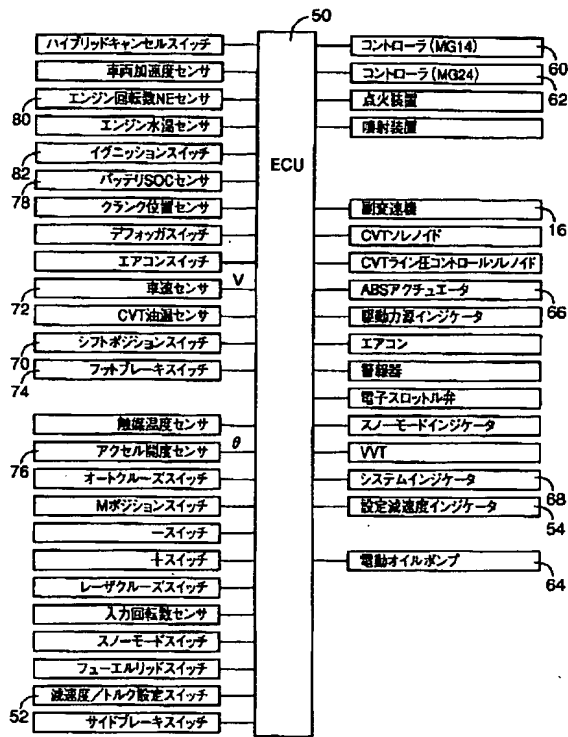 50
ECU
ハイブリッドキャンセルスイッチ
車両加速度センサ
エンジン回転数NEセンサ
80
エンジン水温センサ
イグニッションスイッチ
82
バッテリSOCセンサ
78
クランク位置センサ
デフォッガスイッチ
エアコンスイッチ
車速センサ
V
72
CVT油温センサ
シフトポジションスイッチ
70
フットブレーキスイッチ
74
触媒温度センサ
アクセル開度センサ
θ
76
オートクルーズスイッチ
Mポジションスイッチ
ースイッチ
+スイッチ
レーザクルーズスイッチ
入力回転数センサ
スノーモードスイッチ
フューエルリッドスイッチ
減速度/トルク設定スイッチ
52
サイドブレーキスイッチ
コントローラ(MG14)
60
コントローラ(MG24)
62
点火装置
噴射装置
副変速機
16
CVTソレノイド
CVTライン圧コントロールソレノイド
ABSアクチュエータ
66
駆動力源インジケータ
エアコン
警報器
電子スロットル弁
スノーモードインジケータ
VVT
システムインジケータ
68
設定減速度インジケータ
54
電動オイルポンプ
64